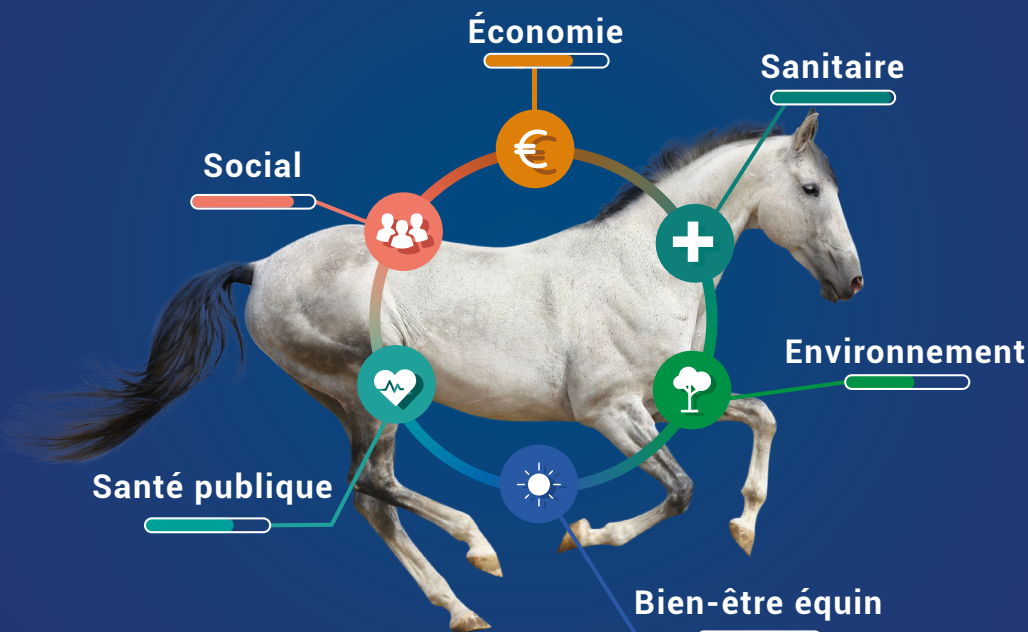 Économie
Sanitaire
Social
Environnement
Santé publique
Bien-être équin